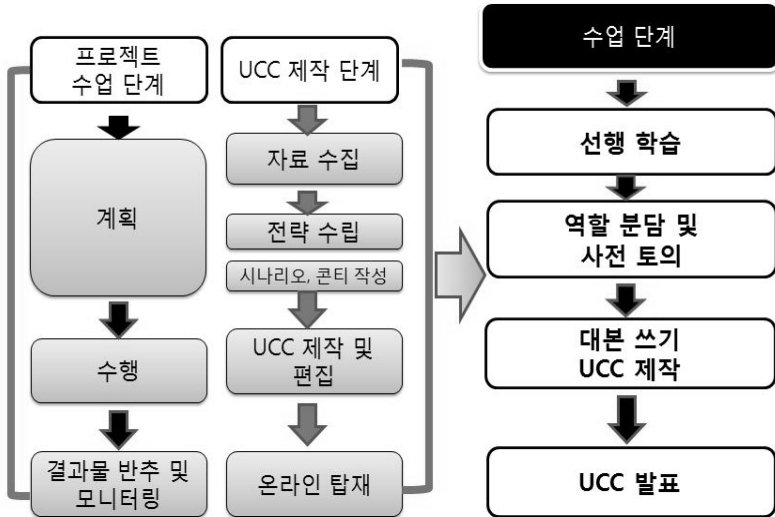 프로젝트
수업 단계
계획
수행
결과물 반추 및
모니터링
UCC 제작 단계
자료 수집
전략 수립
시나리오, 콘티 작성
UCC 제작 및
편집
온라인 탑재
수업 단계
선행 학습
역할 분담 및
사전 토의
대본 쓰기
UCC 제작
UCC 발표